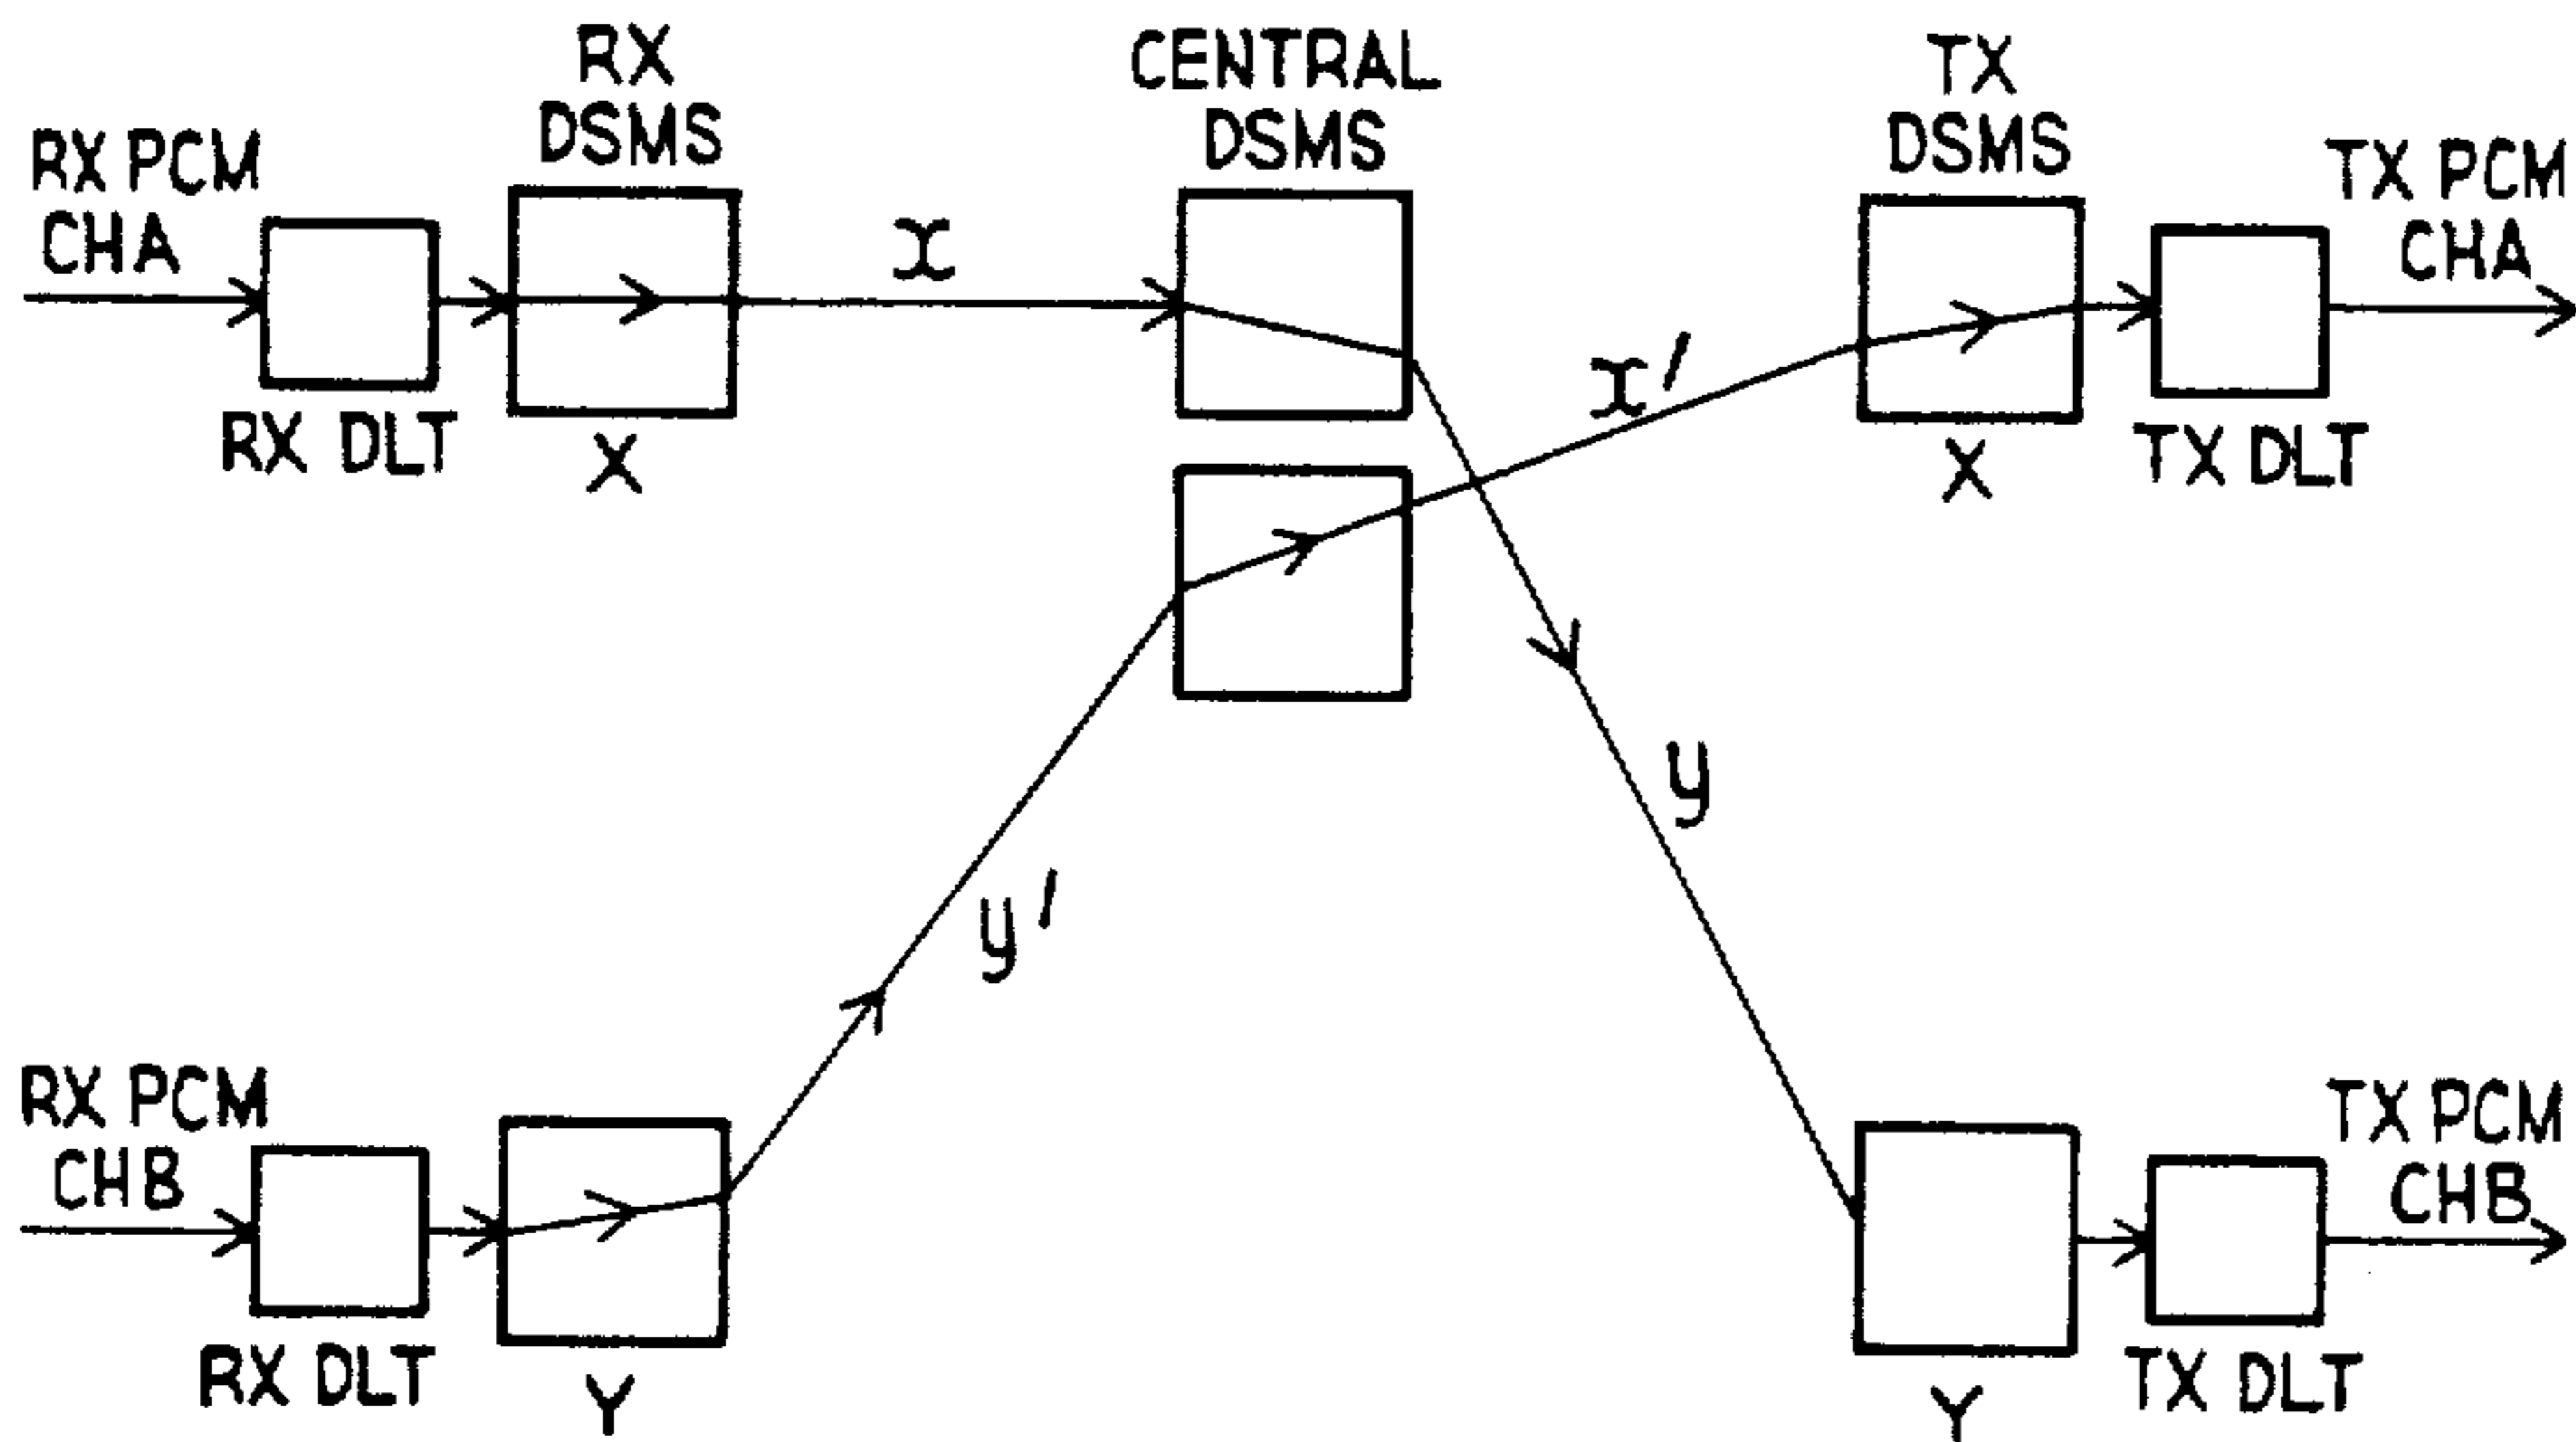 RX
DSMS
CENTRAL
DSMS
TX
DSMS
RX PCM
CHA
TX PCM
CHA
x
x'
RX DLT
X
X
TX DLT
y
y'
RX PCM
CHB
TX PCM
CHB
RX DLT
Y
Y
TX DLT